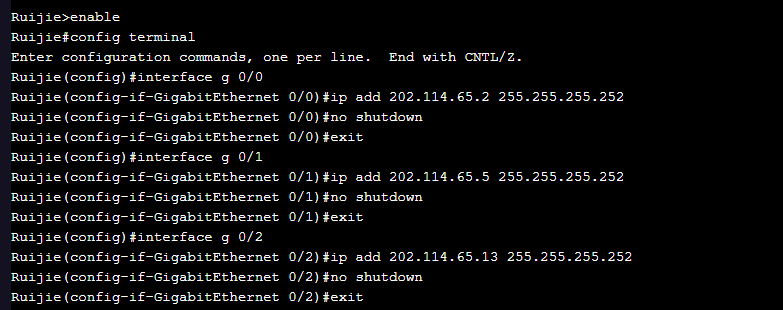 Ruijie>enable
Ruijie#config terminal
Enter configuration commands, one per line.  End with CNTL/Z.
Ruijie(config)#interface g 0/0
Ruijie(config-if-GigabitEthernet 0/0)#ip add 202.114.65.2 255.255.255.252
Ruijie(config-if-GigabitEthernet 0/0)#no shutdown
Ruijie(config-if-GigabitEthernet 0/0)#exit
Ruijie(config)#interface g 0/1
Ruijie(config-if-GigabitEthernet 0/1)#ip add 202.114.65.5 255.255.255.252
Ruijie(config-if-GigabitEthernet 0/1)#no shutdown
Ruijie(config-if-GigabitEthernet 0/1)#exit
Ruijie(config)#interface g 0/2
Ruijie(config-if-GigabitEthernet 0/2)#ip add 202.114.65.13 255.255.255.252
Ruijie(config-if-GigabitEthernet 0/2)#no shutdown
Ruijie(config-if-GigabitEthernet 0/2)#exit